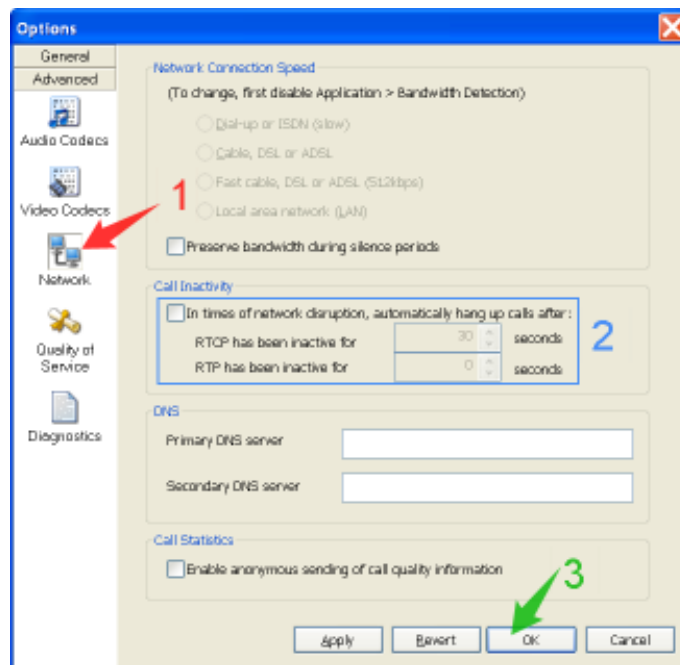 Options
General
Advanced
Audio Codecs
Video Codecs
Network
Quality of
Service
Diagnostics
1
Network Connection Speed
(To change, first disable Application > Bandwidth Detection)
Dial-up or ISDN (slow)
Cable, DSL or ADSL
Fast cable, DSL or ADSL (512kbps)
Local area network (LAN)
Preserve bandwidth during silence periods
Call Inactivity
In times of network disruption, automatically hang up calls after:
RTCP has been inactive for 30 seconds
RTP has been inactive for 0 seconds
2
DNS
Primary DNS server
Secondary DNS server
Call Statistics
Enable anonymous sending of call quality information
3
Apply Revert OK Cancel